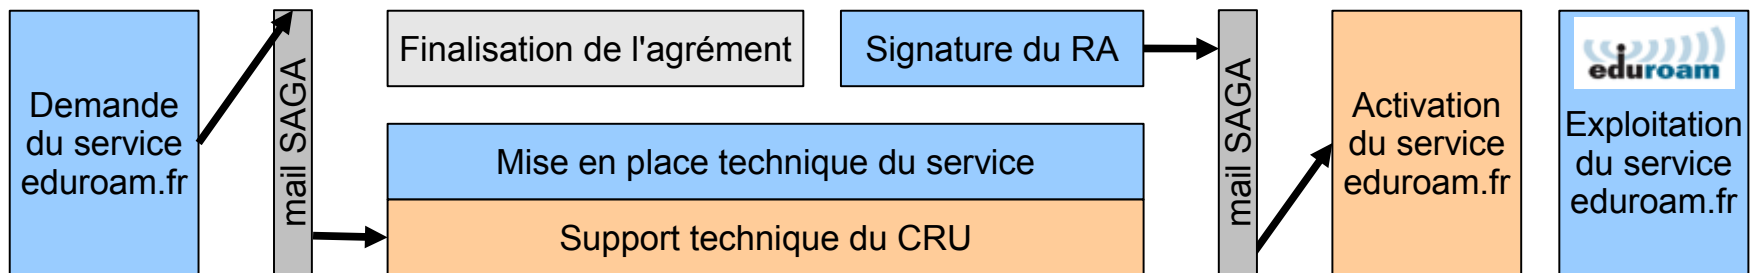 Demande
du service
eduroam.fr
mail SAGA
Finalisation de l'agrément
Signature du RA
Mise en place technique du service
Support technique du CRU
mail SAGA
Activation
du service
eduroam.fr
eduroam
Exploitation
du service
eduroam.fr